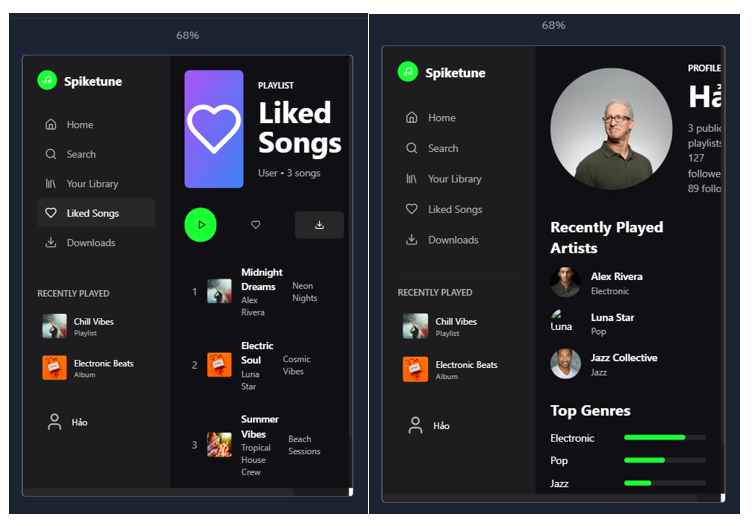 68%
Spiketune
Home
Search
Your Library
Liked Songs
Downloads
RECENTLY PLAYED
Chill Vibes
Playlist
Electronic Beats
Album
Hảo
PLAYLIST
Liked
Songs
User • 3 songs
1
Midnight
Dreams
Alex
Rivera
Neon
Nights
2
Electric
Soul
Luna
Star
Cosmic
Vibes
3
Summer
Vibes
Tropical
House
Crew
Beach
Sessions
68%
Spiketune
Home
Search
Your Library
Liked Songs
Downloads
RECENTLY PLAYED
Chill Vibes
Playlist
Electronic Beats
Album
Hảo
PROFILE
Hả
3 public
playlists
127
followe
89 follo
Recently Played
Artists
Alex Rivera
Electronic
Luna
Luna Star
Pop
Jazz Collective
Jazz
Top Genres
Electronic
Pop
Jazz